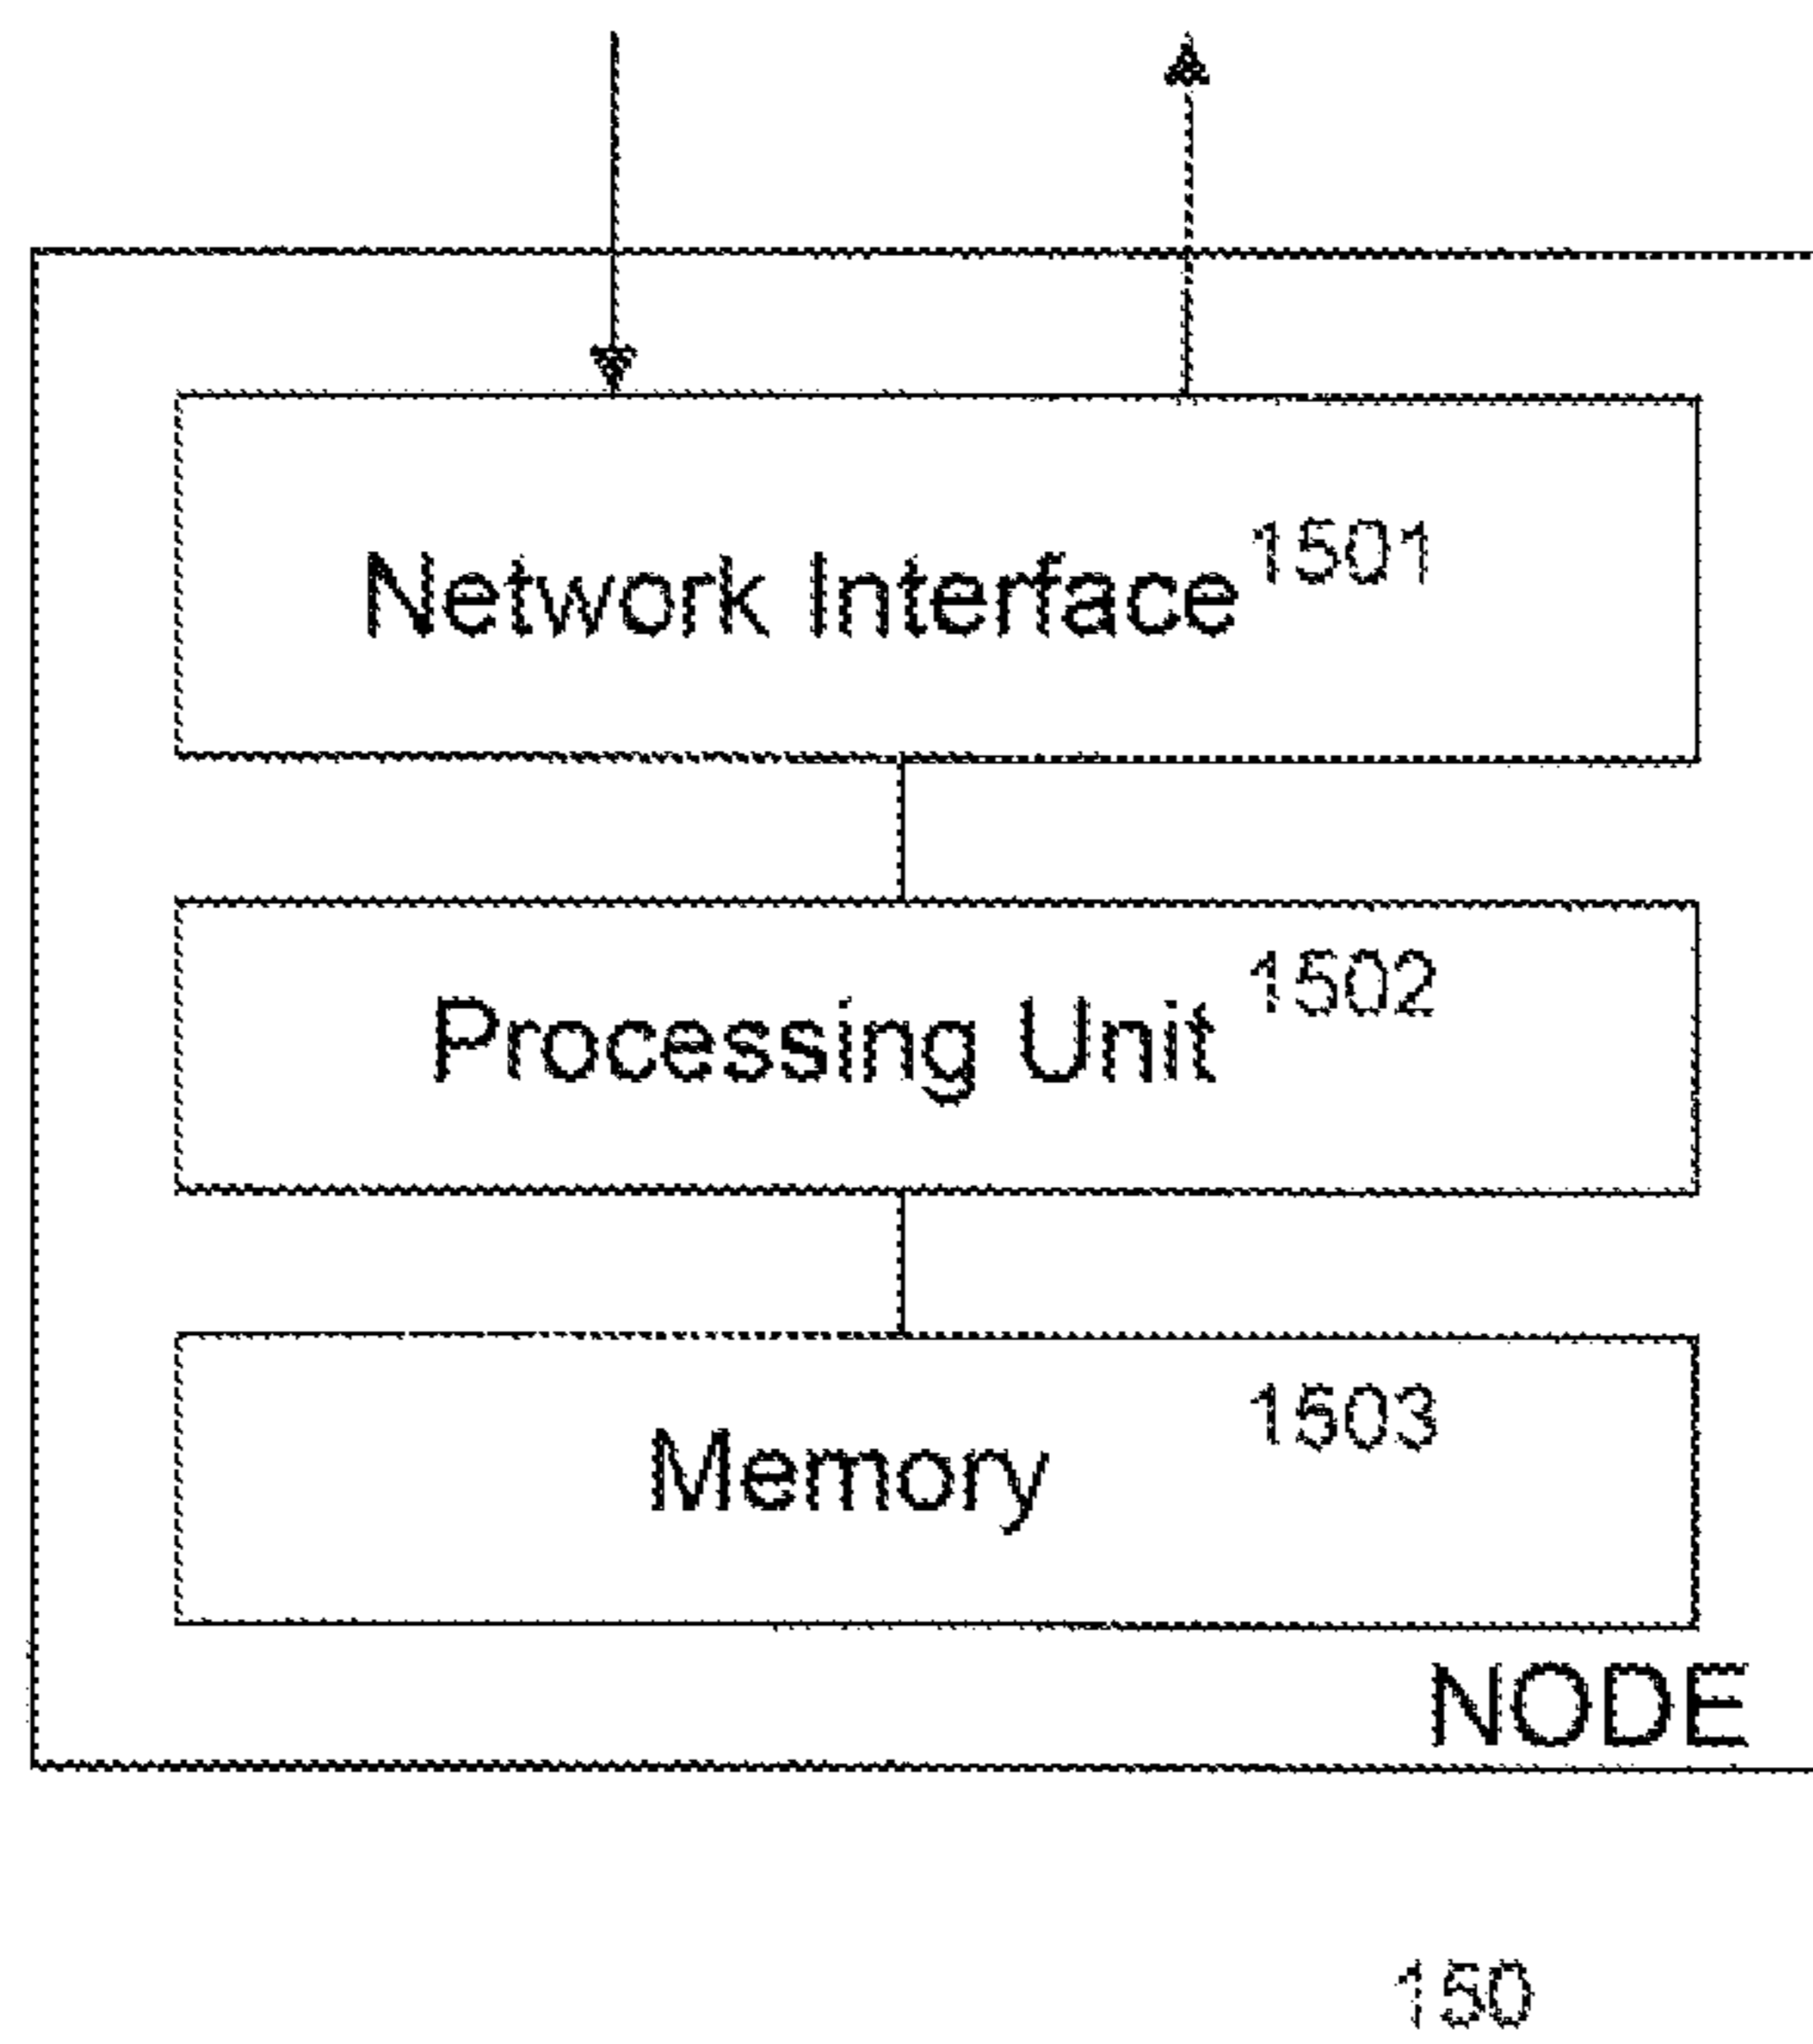 Network Interface 1501
Processing Unit 1502
Memory 1503
NODE
150